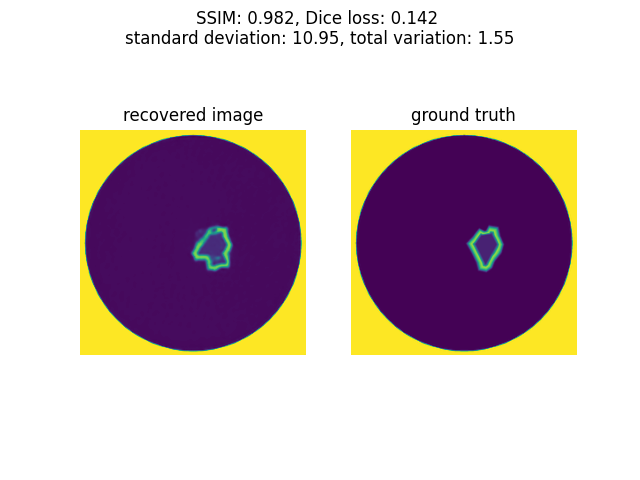 SSIM: 0.982, Dice loss: 0.142
standard deviation: 10.95, total variation: 1.55
recovered image
ground truth